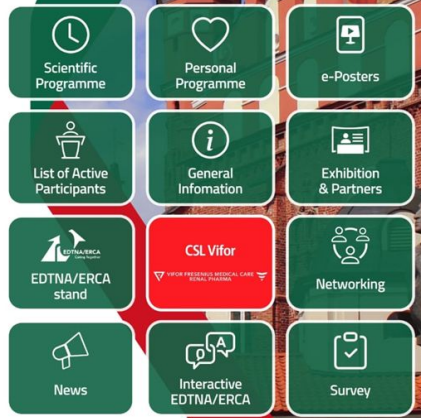 Scientific
Programme
Personal
Programme
e-Posters
List of Active
Participants
i
General
Infomation
Exhibition
& Partners
EDTNA/ERCA
Caring Together
EDTNA/ERCA
stand
CSL Vifor
VIFOR FRESENIUS MEDICAL CARE
RENAL PHARMA
Networking
News
Q A
Interactive
EDTNA/ERCA
Survey